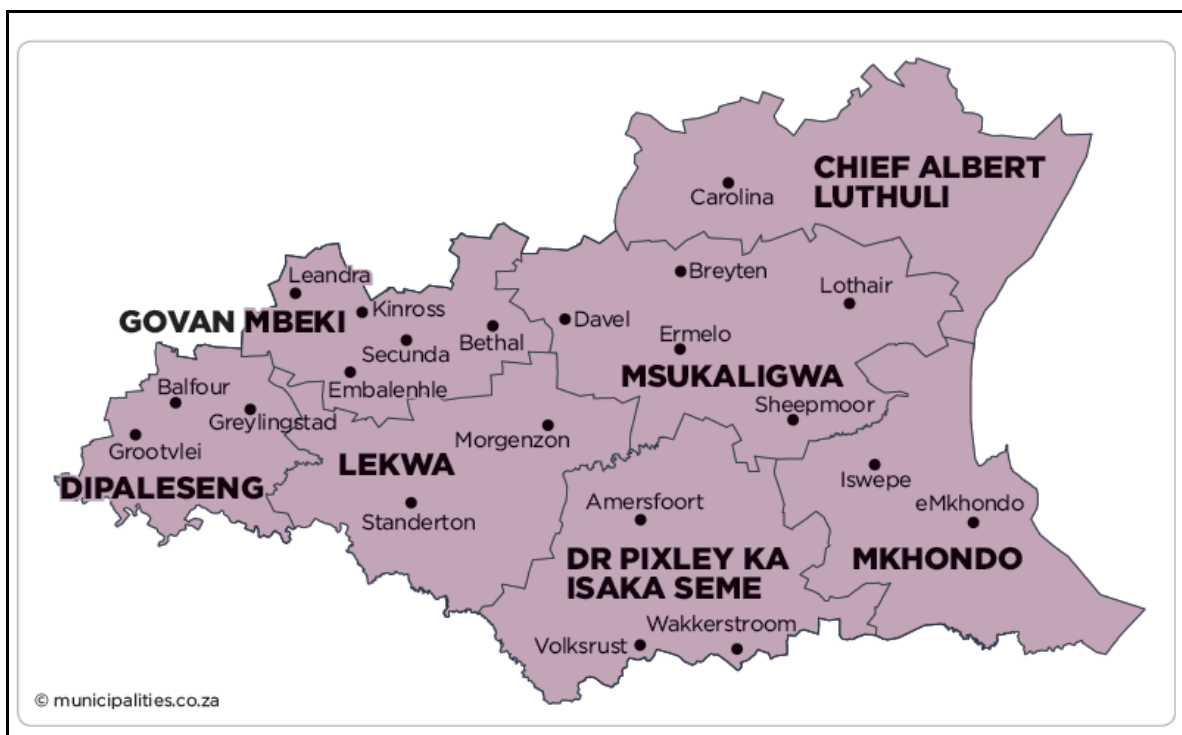 CHIEF ALBERT
LUTHULI
Carolina
Breyten
Lothair
Leandra
GOVAN MBEKI
Kinross
Davel
Ermelo
Bethal
Secunda
MSUKALIGWA
Embalenhle
Balfour
Sheepmoor
Greylingstad
Morgenzon
Grootvlei
LEKWA
Iswepe
DIPALESENG
Amersfoort
eMkhondo
Standerton
DR PIXLEY KA
ISAKA SEME
MKHONDO
Wakkerstroom
Volksrust
© municipalities.co.za